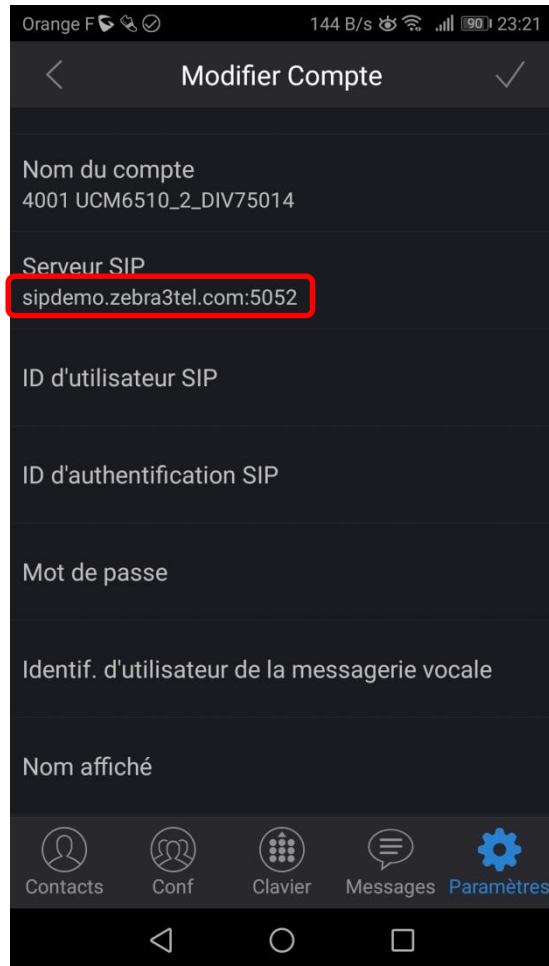 Orange F 144 B/s 90 23:21
Modifier Compte
Nom du compte
4001 UCM6510_2_DIV75014
Serveur SIP
sipdemo.zebra3tel.com:5052
ID d'utilisateur SIP
ID d'authentification SIP
Mot de passe
Identif. d'utilisateur de la messagerie vocale
Nom affiché
Contacts Conf Clavier Messages Paramètres